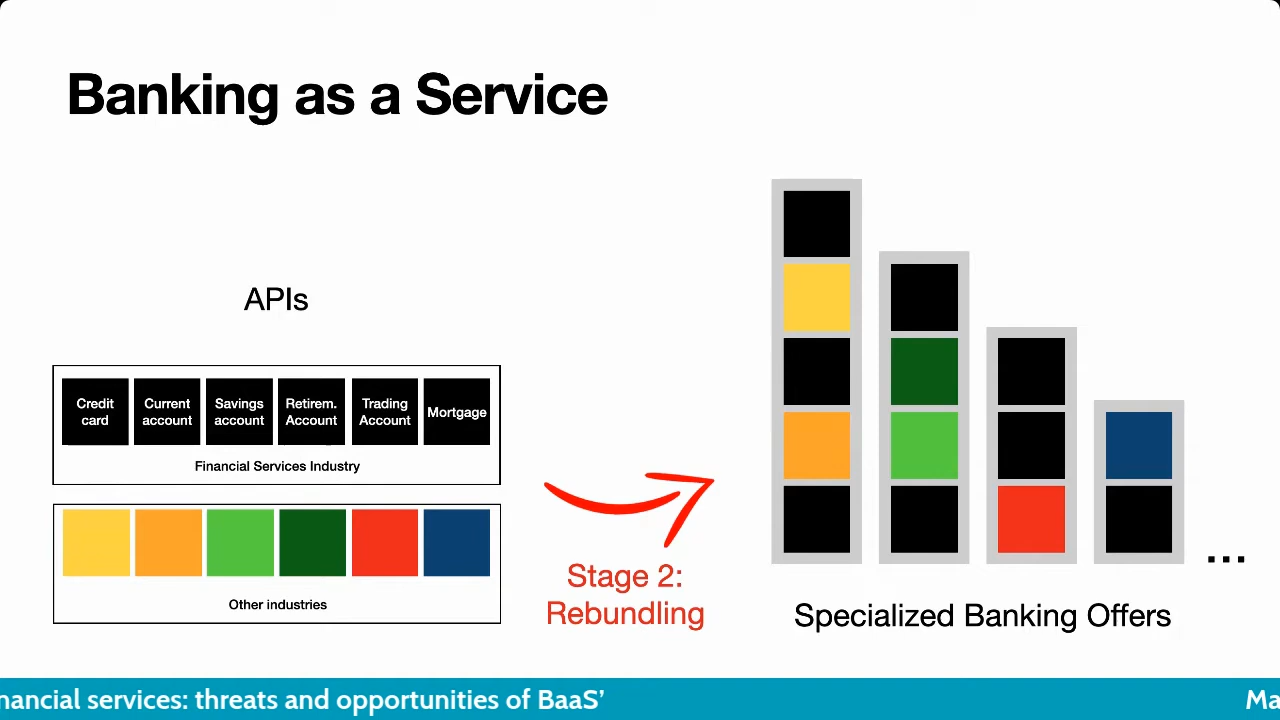 Banking as a Service
APIs
Credit card
Current account
Savings account
Retirem. Account
Trading Account
Mortgage
Financial Services Industry
Other industries
Stage 2:
Rebundling
...
Specialized Banking Offers
financial services: threats and opportunities of BaaS’